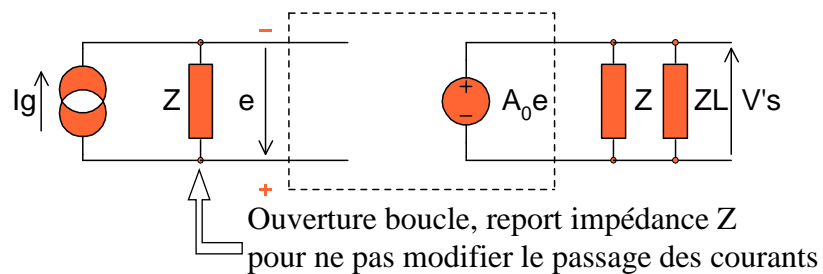 −
Ig
Z
e
+
−
A₀e
Z
ZL
V's
+
Ouverture boucle, report impédance Z
pour ne pas modifier le passage des courants